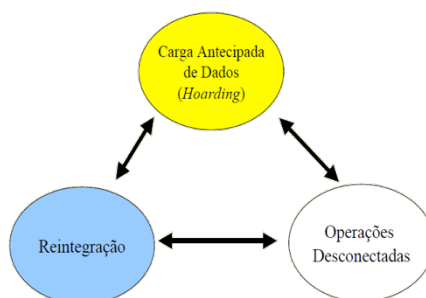 Carga Antecipada
de Dados
(Hoarding)
Reintegração
Operações
Desconectadas